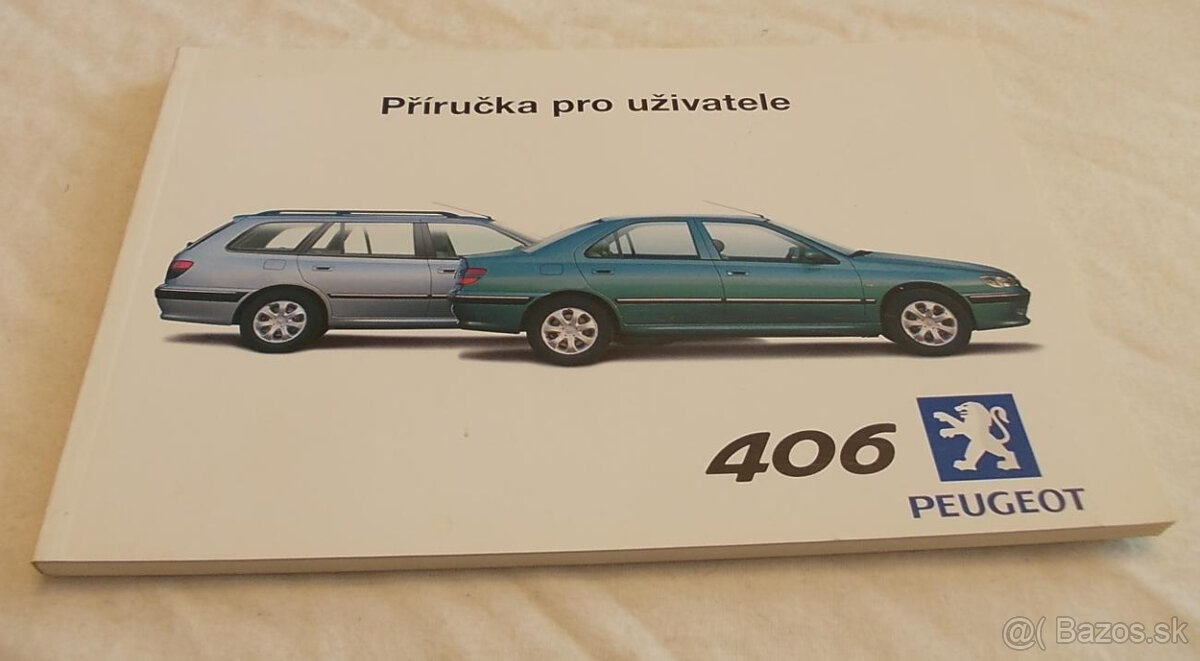 Příručka pro uživatele
406
PEUGEOT
@( Bazos.sk